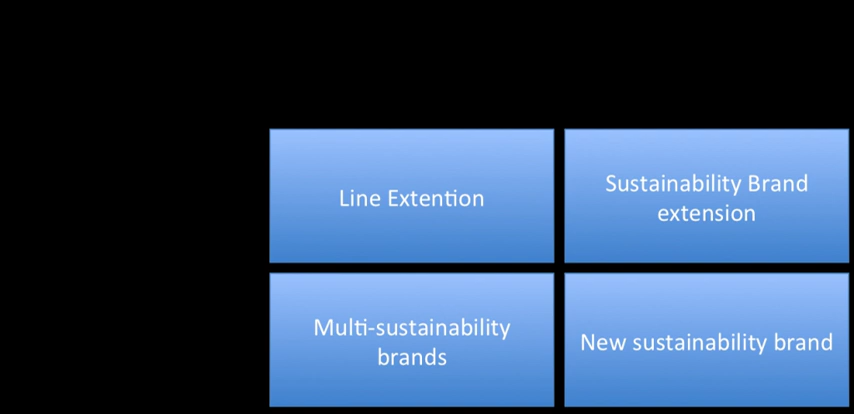 Line Extention
Sustainability Brand
extension
Multi-sustainability
brands
New sustainability brand